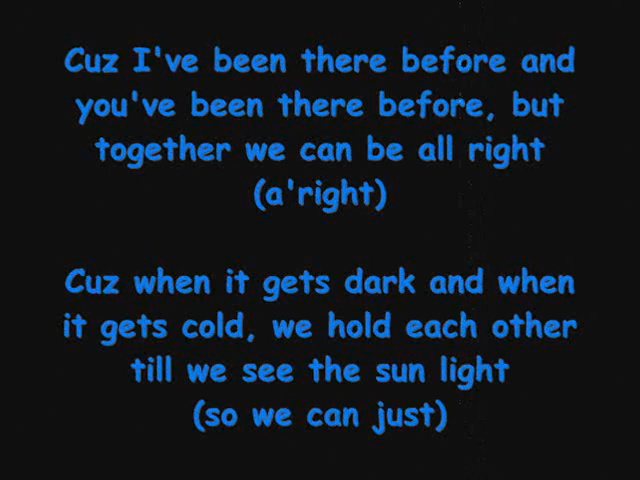 Cuz I've been there before and
you've been there before, but
together we can be all right
(a'right)
Cuz when it gets dark and when
it gets cold, we hold each other
till we see the sun light
(so we can just)